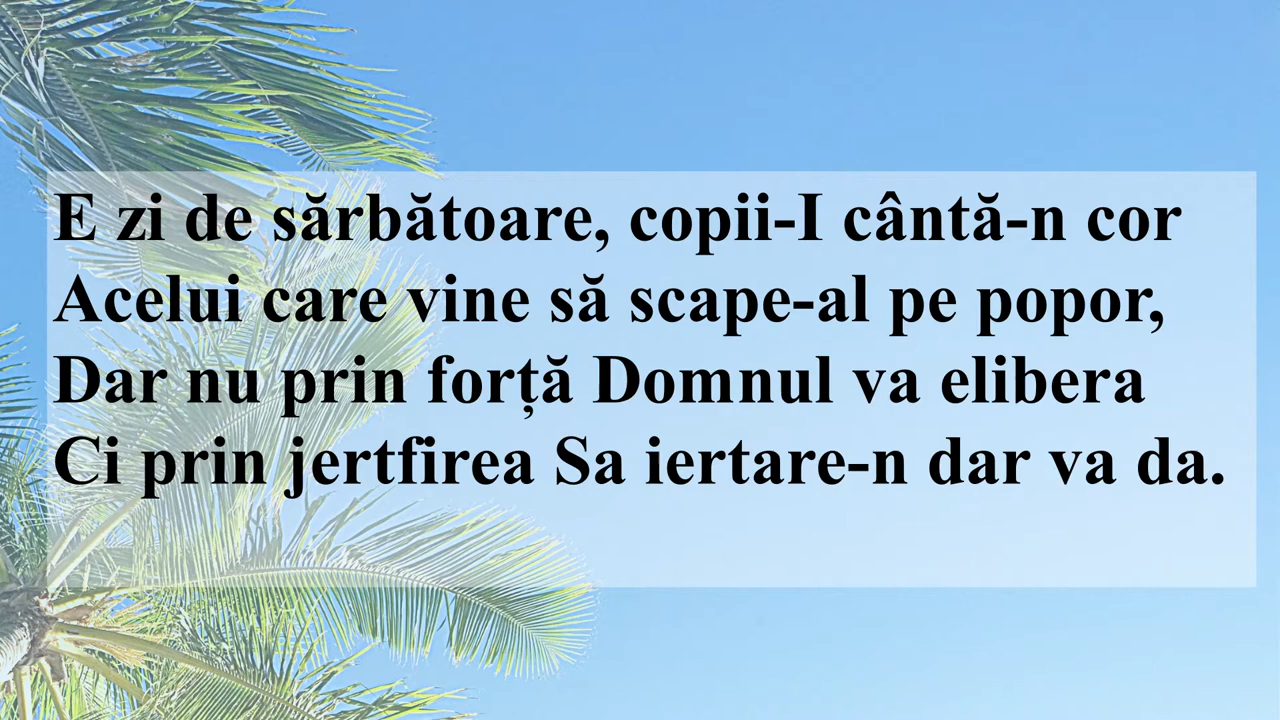 E zi de sărbătoare, copii-I cântă-n cor
Acelui care vine să scape-al pe popor,
Dar nu prin forță Domnul va elibera
Ci prin jertfirea Sa iertare-n dar va da.